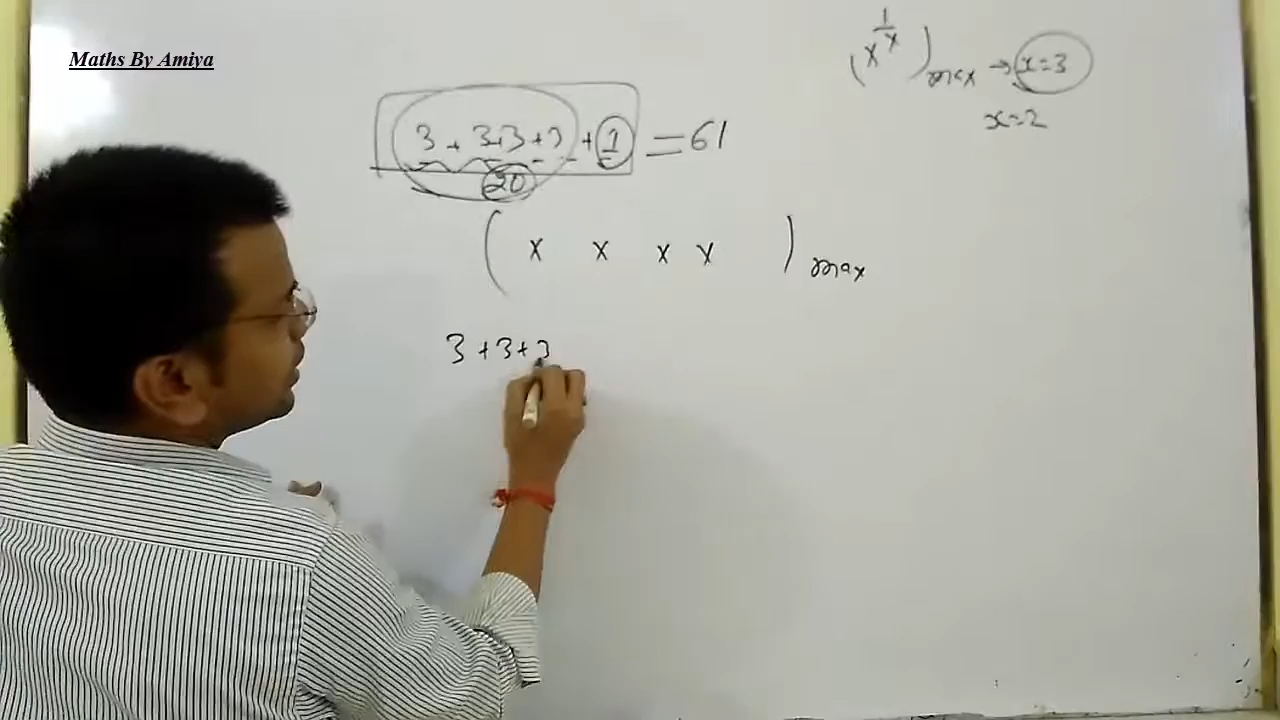 Maths By Amiya
(x^(1/x))max → x=3
x=2
3 + 3+3 +3 + 1 = 61
20
( x x x x )max
3 +3+3